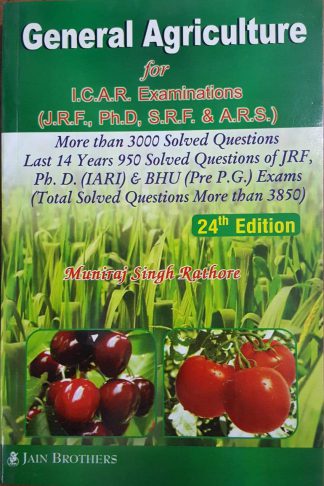 General Agriculture
for
I.C.A.R. Examinations
(J.R.F., Ph.D, S.R.F. & A.R.S.)
More than 3000 Solved Questions
Last 14 Years 950 Solved Questions of JRF,
Ph. D. (IARI) & BHU (Pre P.G.) Exams
(Total Solved Questions More than 3850)
24th Edition
Muniraj Singh Rathore
JAIN BROTHERS